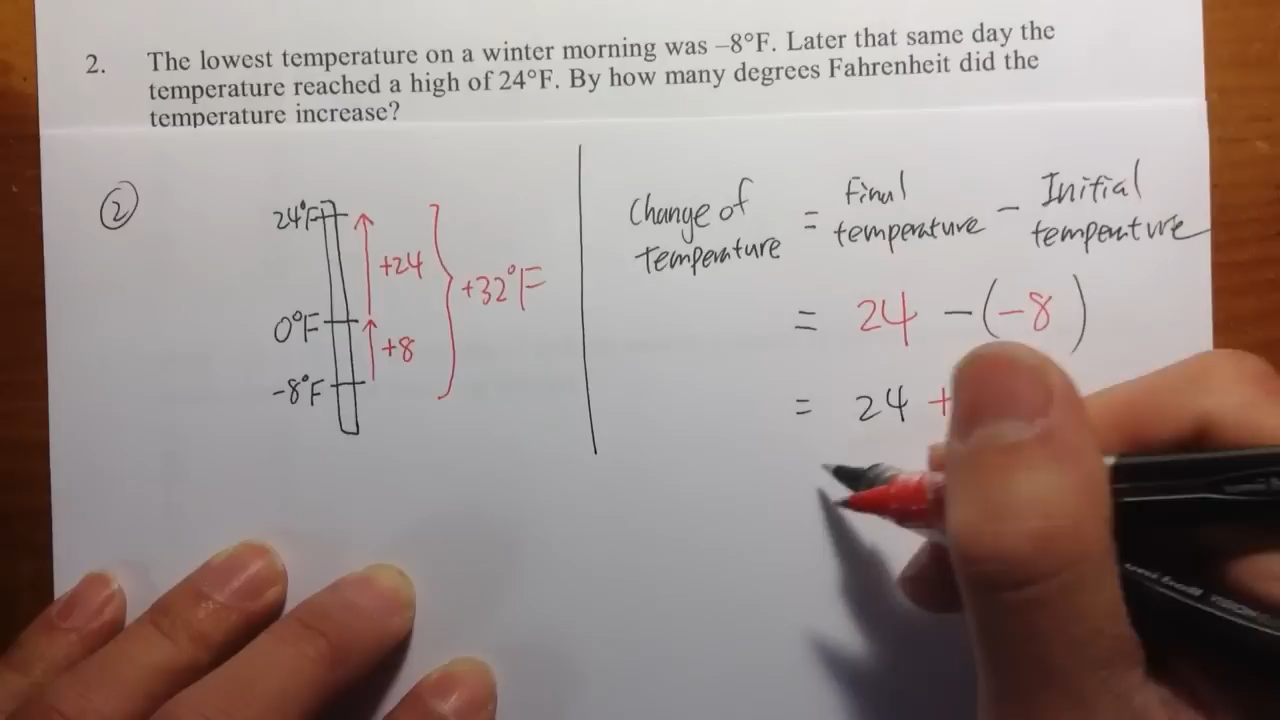 2. The lowest temperature on a winter morning was –8°F. Later that same day the
temperature reached a high of 24°F. By how many degrees Fahrenheit did the
temperature increase?
②
24°F
0°F
-8°F
+24
+8
+32°F
Change of
temperature
= Final
temperature
− Initial
temperature
= 24 −(−8)
= 24 +